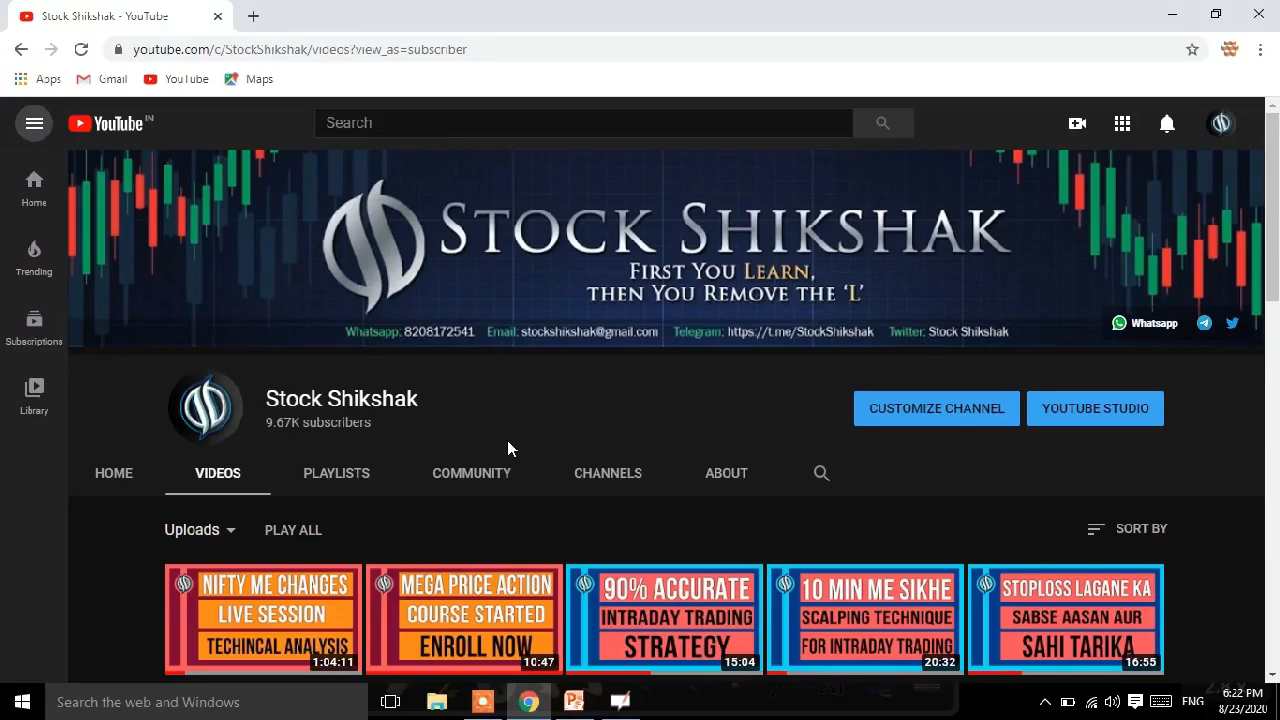 Stock Shikshak - YouTube
youtube.com/c/StockShikshak/videos?view_as=subscriber
Apps Gmail YouTube Maps
YouTube IN
Search
Home
Trending
Subscriptions
Library
STOCK SHIKSHAK
FIRST YOU LEARN,
THEN YOU REMOVE THE 'L'
Whatsapp: 8208172541 Email: stockshikshak@gmail.com Telegram: https://t.me/StockShikshak Twitter: Stock Shikshak
Whatsapp
Stock Shikshak
9.67K subscribers
CUSTOMIZE CHANNEL YOUTUBE STUDIO
HOME VIDEOS PLAYLISTS COMMUNITY CHANNELS ABOUT
Uploads PLAY ALL SORT BY
NIFTY ME CHANGES
LIVE SESSION
TECHINCAL ANALYSIS
1:04:11
MEGA PRICE ACTION
COURSE STARTED
ENROLL NOW
10:47
90% ACCURATE
INTRADAY TRADING
STRATEGY
15:04
10 MIN ME SIKHE
SCALPING TECHNIQUE
FOR INTRADAY TRADING
20:32
STOPLOSS LAGANE KA
SABSE AASAN AUR
SAHI TARIKA
16:55
Search the web and Windows
ENG
6:22 PM
8/23/2020